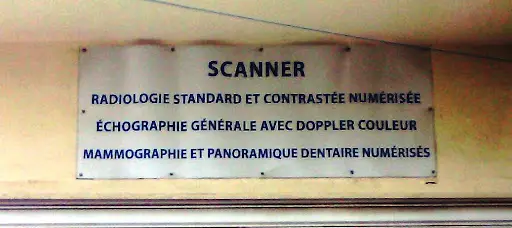 SCANNER
RADIOLOGIE STANDARD ET CONTRASTÉE NUMÉRISÉE
ÉCHOGRAPHIE GÉNÉRALE AVEC DOPPLER COULEUR
MAMMOGRAPHIE ET PANORAMIQUE DENTAIRE NUMÉRISÉS